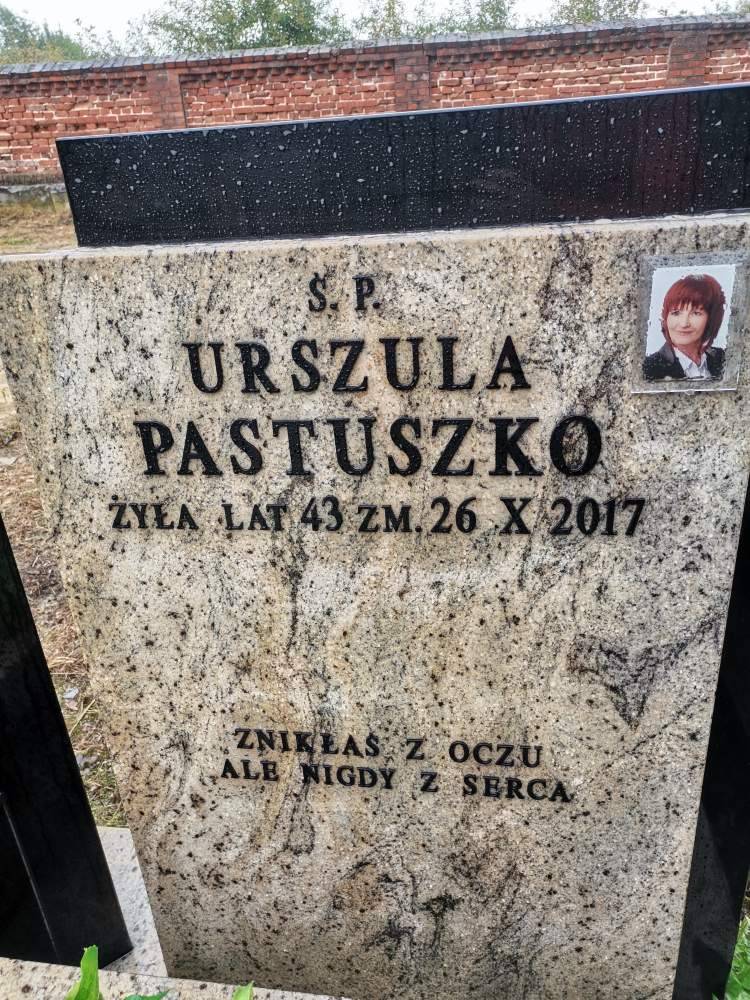 Ś. P.
URSZULA
PASTUSZKO
ŻYŁA LAT 43 ZM. 26 X 2017
ZNIKŁAŚ Z OCZU
ALE NIGDY Z SERCA